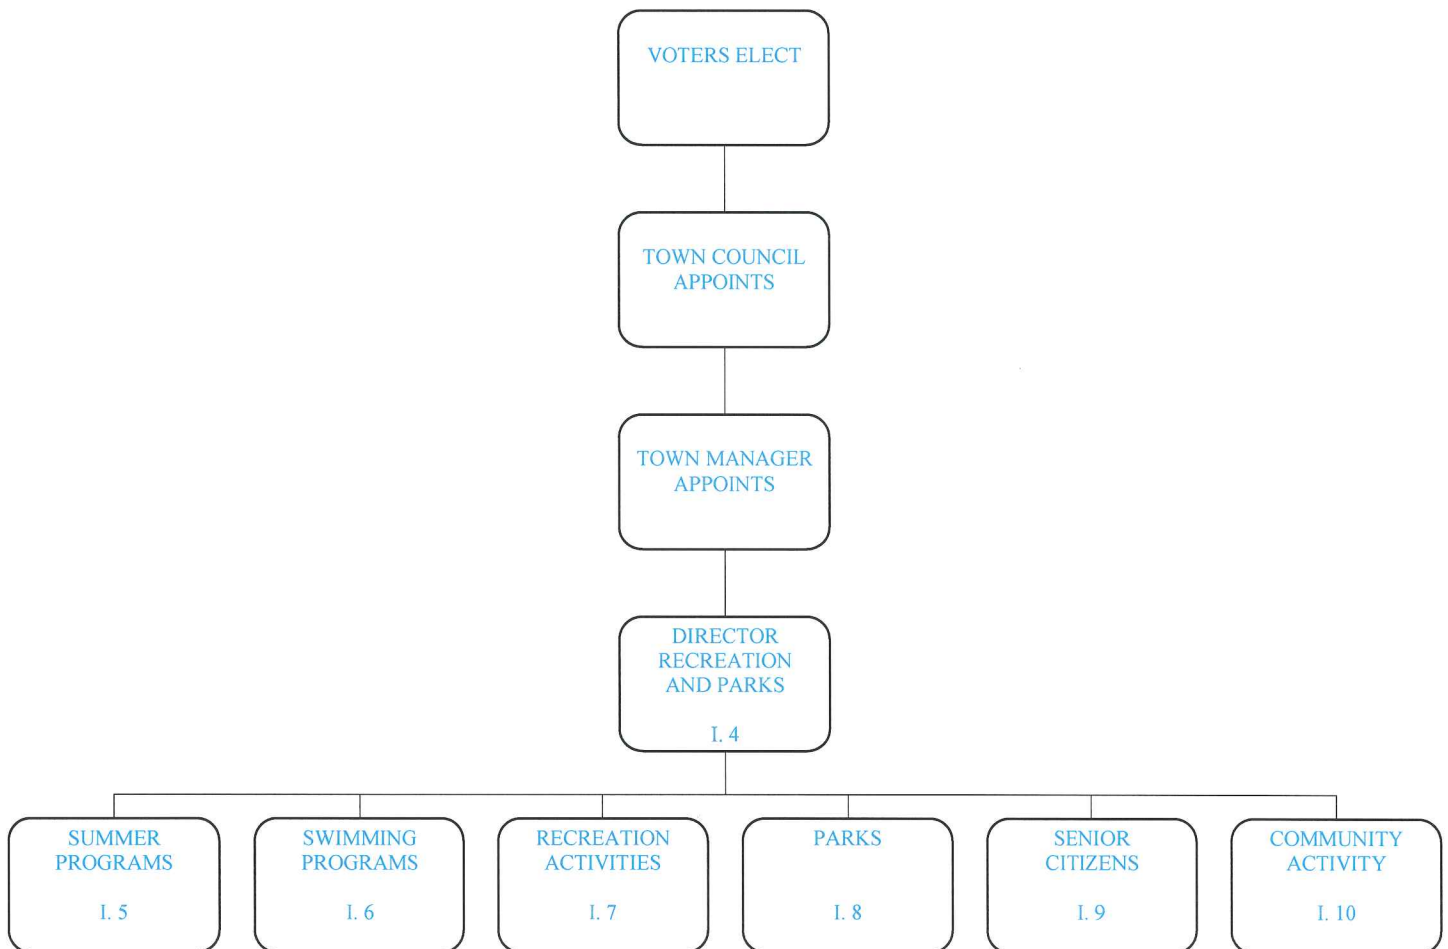 VOTERS ELECT
TOWN COUNCIL
APPOINTS
TOWN MANAGER
APPOINTS
DIRECTOR
RECREATION
AND PARKS
I. 4
SUMMER
PROGRAMS
I. 5
SWIMMING
PROGRAMS
I. 6
RECREATION
ACTIVITIES
I. 7
PARKS
I. 8
SENIOR
CITIZENS
I. 9
COMMUNITY
ACTIVITY
I. 10